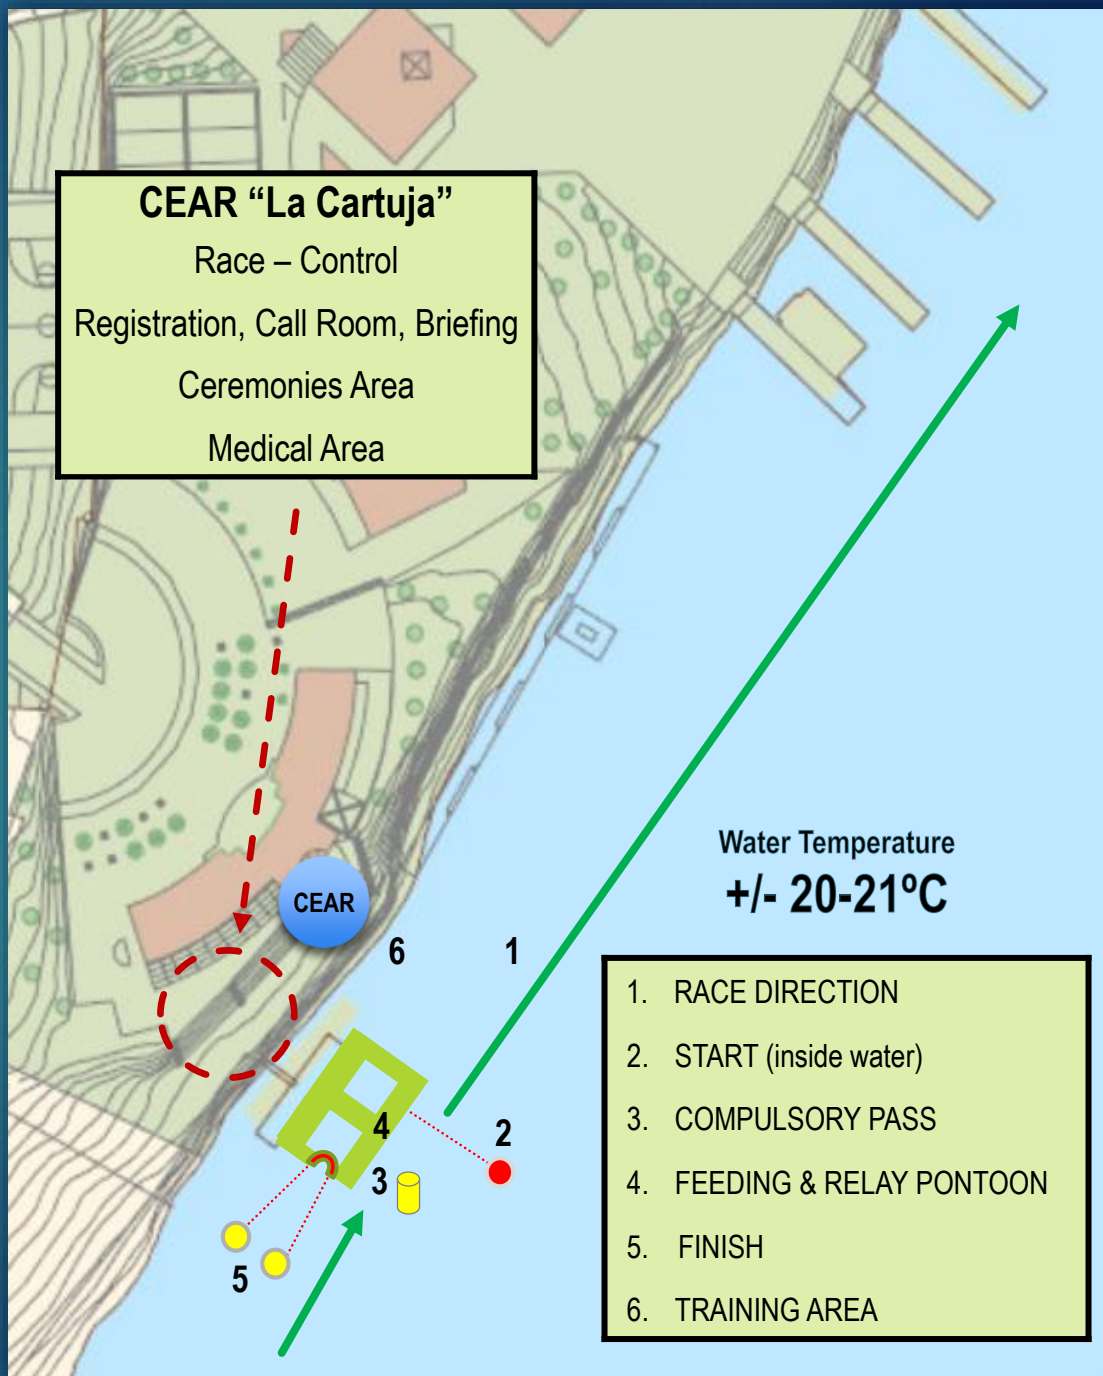 CEAR “La Cartuja”
Race – Control
Registration, Call Room, Briefing
Ceremonies Area
Medical Area
CEAR
Water Temperature
+/- 20-21ºC
6
1
4
2
3
5
1. RACE DIRECTION
2. START (inside water)
3. COMPULSORY PASS
4. FEEDING & RELAY PONTOON
5. FINISH
6. TRAINING AREA